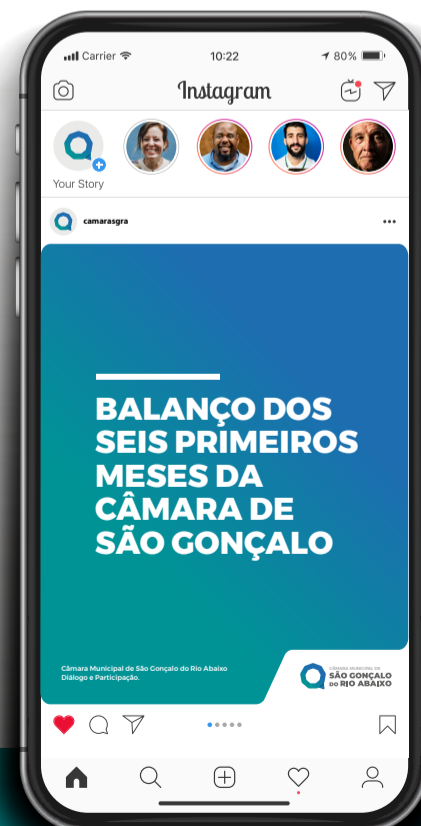 Carrier 10:22 80%
Instagram
Your Story
camarasgra
BALANÇO DOS
SEIS PRIMEIROS
MESES DA
CÂMARA DE
SÃO GONÇALO
Câmara Municipal de São Gonçalo do Rio Abaixo
Diálogo e Participação.
CÂMARA MUNICIPAL DE
SÃO GONÇALO
DO RIO ABAIXO